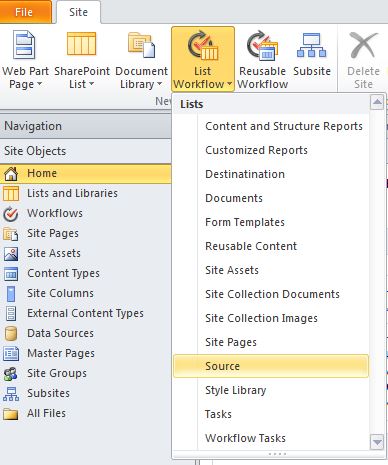 File Site
Web Part Page SharePoint List Document Library List Workflow Reusable Workflow Subsite Delete Site
Navigation
Site Objects
Home
Lists and Libraries
Workflows
Site Pages
Site Assets
Content Types
Site Columns
External Content Types
Data Sources
Master Pages
Site Groups
Subsites
All Files
Lists
Content and Structure Reports
Customized Reports
Destinatination
Documents
Form Templates
Reusable Content
Site Assets
Site Collection Documents
Site Collection Images
Site Pages
Source
Style Library
Tasks
Workflow Tasks